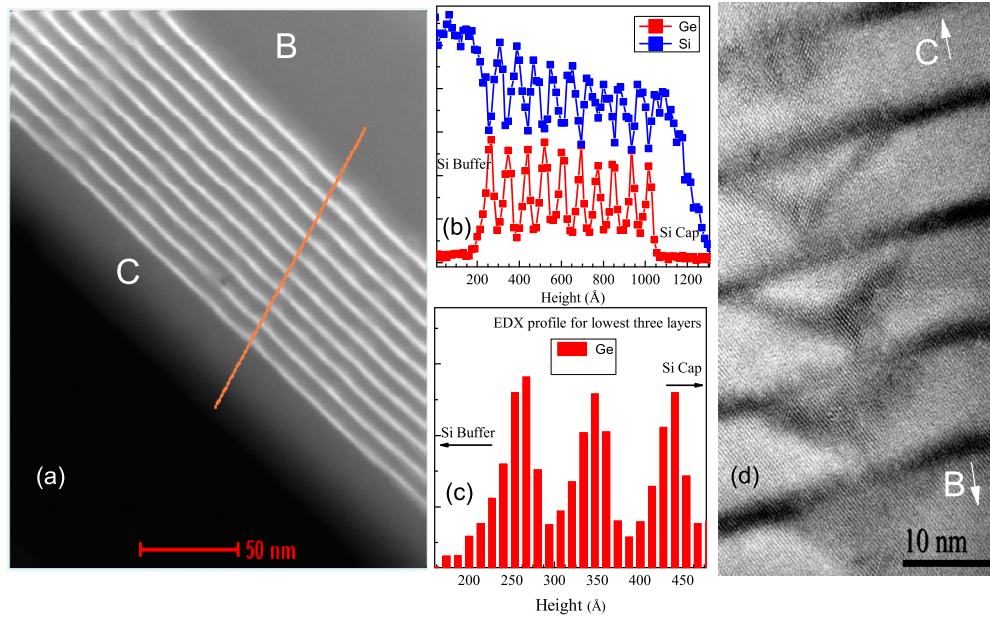 B
C
(a)
50 nm
Ge
Si
Si Buffer
(b)
Si Cap
200 400 600 800 1000 1200
Height (Å)
EDX profile for lowest three layers
Ge
Si Cap
Si Buffer
(c)
200 250 300 350 400 450
Height (Å)
C
(d)
B
10 nm